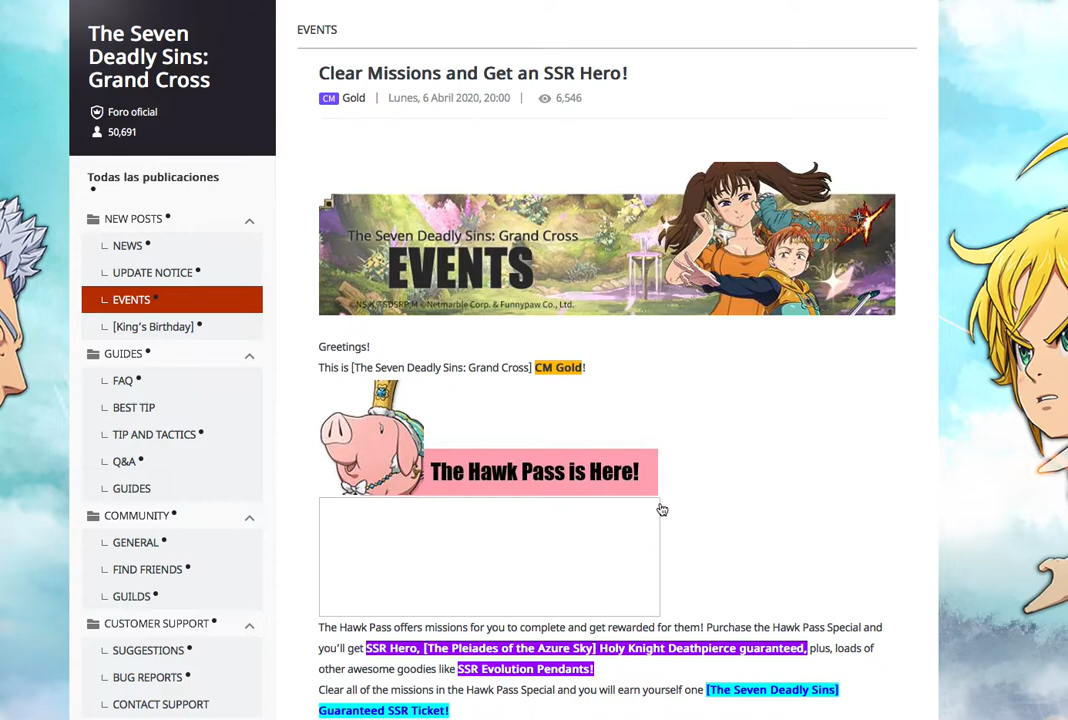 The Seven
Deadly Sins:
Grand Cross
Foro oficial
50,691
Todas las publicaciones
NEW POSTS
NEWS
UPDATE NOTICE
EVENTS
[King's Birthday]
GUIDES
FAQ
BEST TIP
TIP AND TACTICS
Q&A
GUIDES
COMMUNITY
GENERAL
FIND FRIENDS
GUILDS
CUSTOMER SUPPORT
SUGGESTIONS
BUG REPORTS
CONTACT SUPPORT
EVENTS
Clear Missions and Get an SSR Hero!
CM Gold | Lunes, 6 Abril 2020, 20:00 | 6,546
The Seven Deadly Sins: Grand Cross
EVENTS
Greetings!
This is [The Seven Deadly Sins: Grand Cross] CM Gold!
The Hawk Pass is Here!
The Hawk Pass offers missions for you to complete and get rewarded for them! Purchase the Hawk Pass Special and
you'll get SSR Hero, [The Pleiades of the Azure Sky] Holy Knight Deathpierce guaranteed, plus, loads of
other awesome goodies like SSR Evolution Pendants!
Clear all of the missions in the Hawk Pass Special and you will earn yourself one [The Seven Deadly Sins]
Guaranteed SSR Ticket!